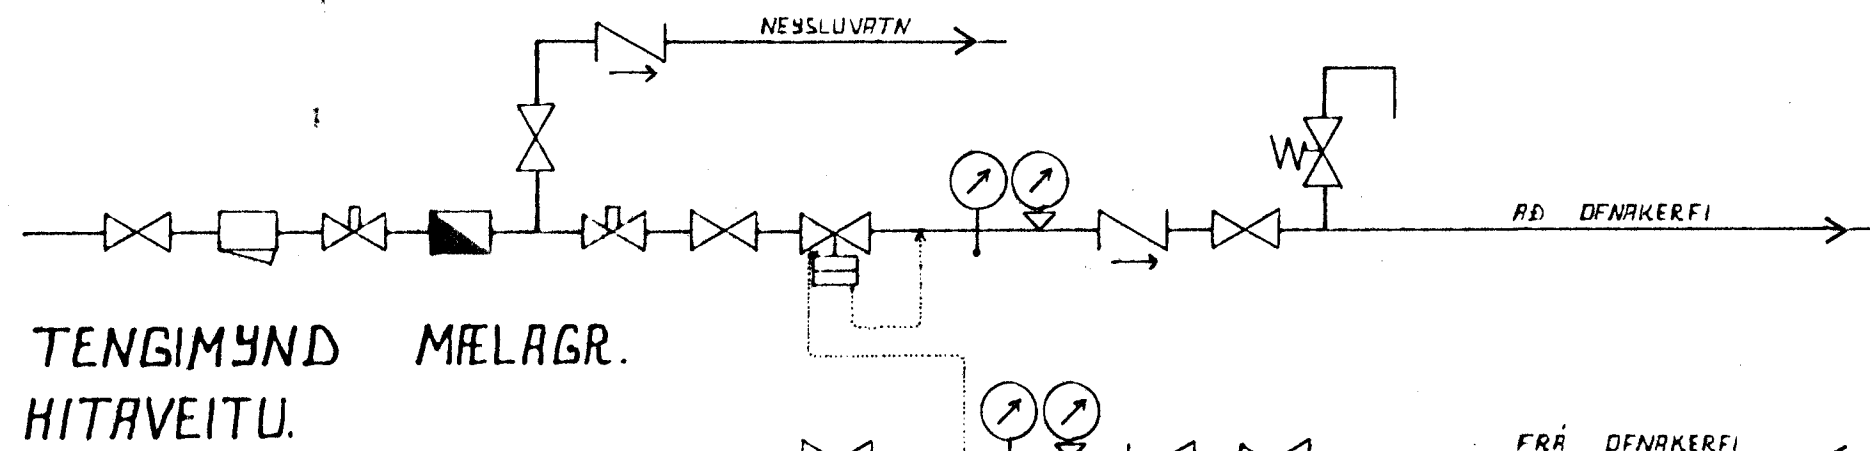 NEYSLUVATN
AÐ OFNAKERFI
TENGIMYND MÆLAGR.
HITAVEITU.
FRÁ OFNAKERFI